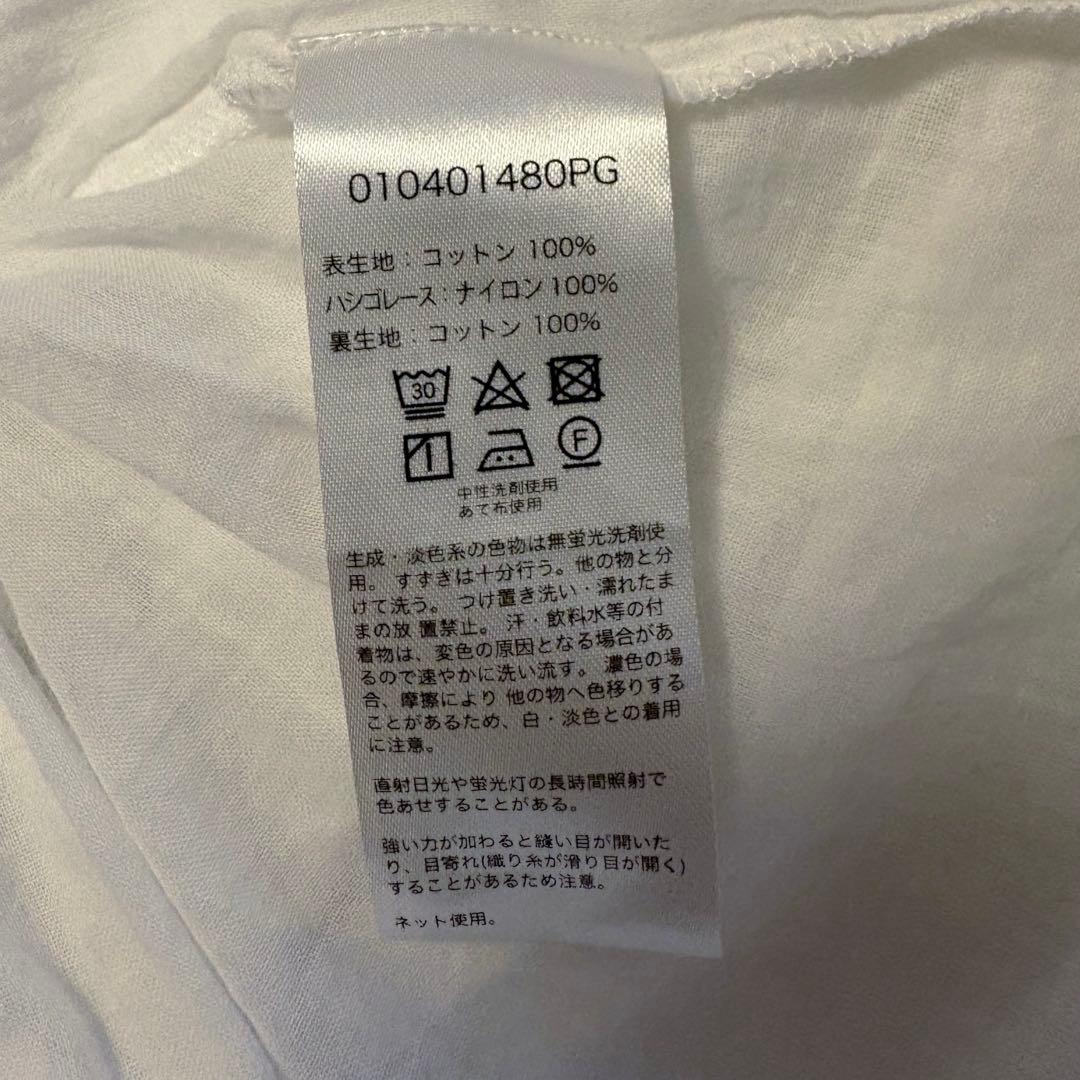 010401480PG
表生地：コットン 100%
ハシゴレース：ナイロン100%
裏生地：コットン 100%
30
F
中性洗剤使用
あて布使用
生成・淡色系の色物は無蛍光洗剤使
用。 すすぎは十分行う。他の物と分
けて洗う。 つけ置き洗い・濡れたま
まの放 置禁止。 汗・飲料水等の付
着物は、変色の原因となる場合があ
るので速やかに洗い流す。 濃色の場
合、摩擦により 他の物へ色移りする
ことがあるため、白・淡色との着用
に注意。
直射日光や蛍光灯の長時間照射で
色あせすることがある。
強い力が加わると縫い目が開いた
り、目寄れ(織り糸が滑り目が開く)
することがあるため注意。
ネット使用。